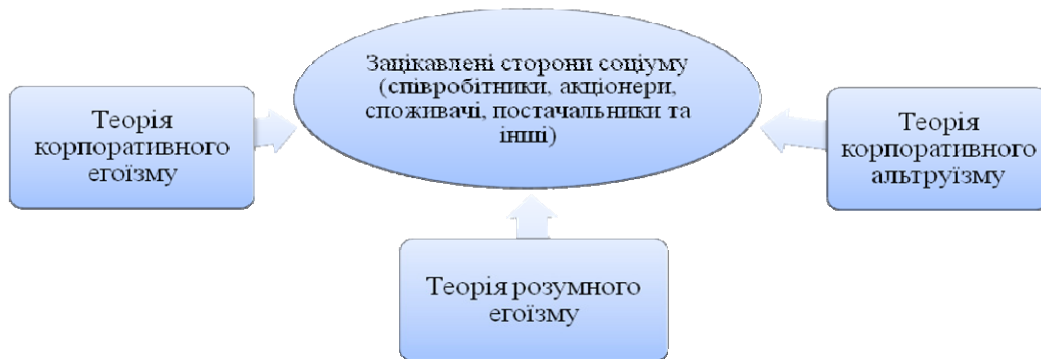 Зацікавлені сторони соціуму
(співробітники, акціонери,
споживачі, постачальники та
інші)
Теорія
корпоративного
егоїзму
Теорія
корпоративного
альтруїзму
Теорія розумного
егоїзму